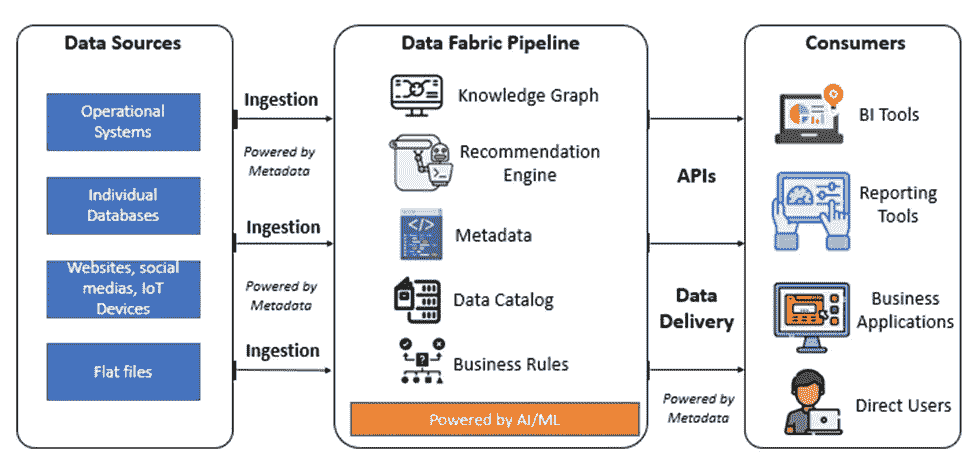 Data Sources
Operational
Systems
Individual
Databases
Websites, social
medias, IoT
Devices
Flat files
Ingestion
Powered by
Metadata
Ingestion
Powered by
Metadata
Ingestion
Data Fabric Pipeline
Knowledge Graph
Recommendation
Engine
Metadata
Data Catalog
Business Rules
Powered by AI/ML
APIs
Data
Delivery
Powered by
Metadata
Consumers
BI Tools
Reporting
Tools
Business
Applications
Direct Users